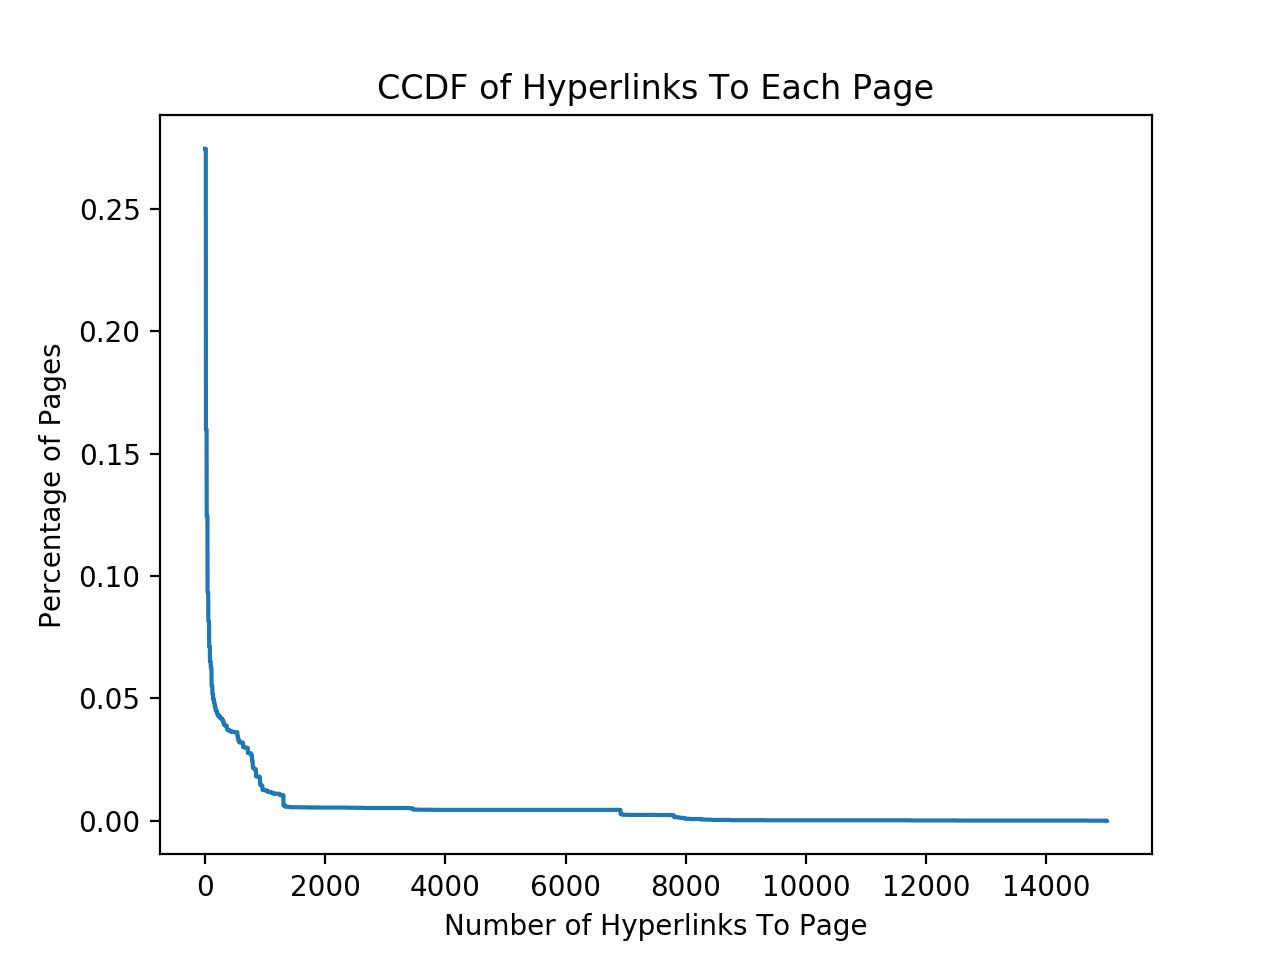 CCDF of Hyperlinks To Each Page
0.25
0.20
0.15
0.10
0.05
0.00
Percentage of Pages
0 2000 4000 6000 8000 10000 12000 14000
Number of Hyperlinks To Page